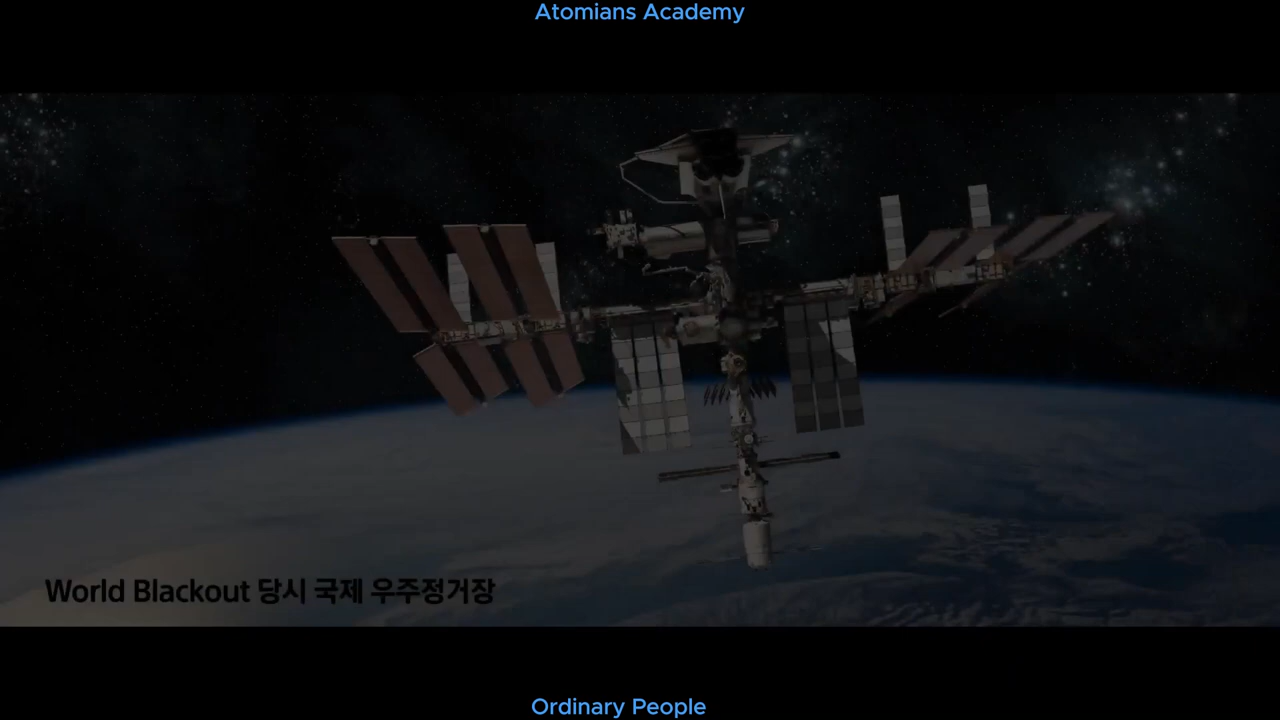 Atomians Academy
World Blackout 당시 국제 우주정거장
Ordinary People